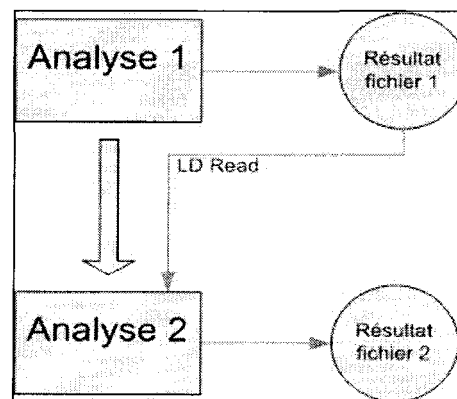 Analyse 1
Résultat
fichier 1
LD Read
Analyse 2
Résultat
fichier 2